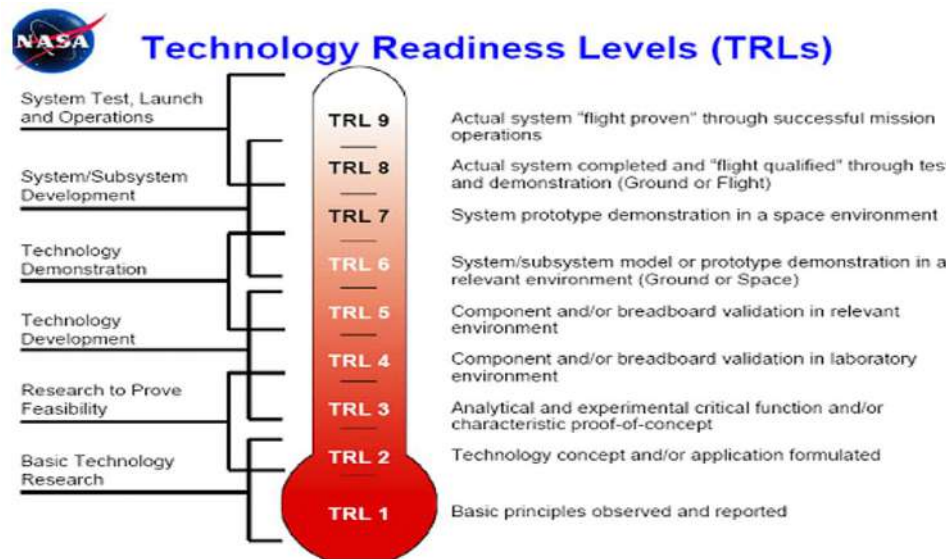 NASA
Technology Readiness Levels (TRLs)
System Test, Launch
and Operations
System/Subsystem
Development
Technology
Demonstration
Technology
Development
Research to Prove
Feasibility
Basic Technology
Research
TRL 9
TRL 8
TRL 7
TRL 6
TRL 5
TRL 4
TRL 3
TRL 2
TRL 1
Actual system "flight proven" through successful mission
operations
Actual system completed and "flight qualified" through test
and demonstration (Ground or Flight)
System prototype demonstration in a space environment
System/subsystem model or prototype demonstration in a
relevant environment (Ground or Space)
Component and/or breadboard validation in relevant
environment
Component and/or breadboard validation in laboratory
environment
Analytical and experimental critical function and/or
characteristic proof-of-concept
Technology concept and/or application formulated
Basic principles observed and reported